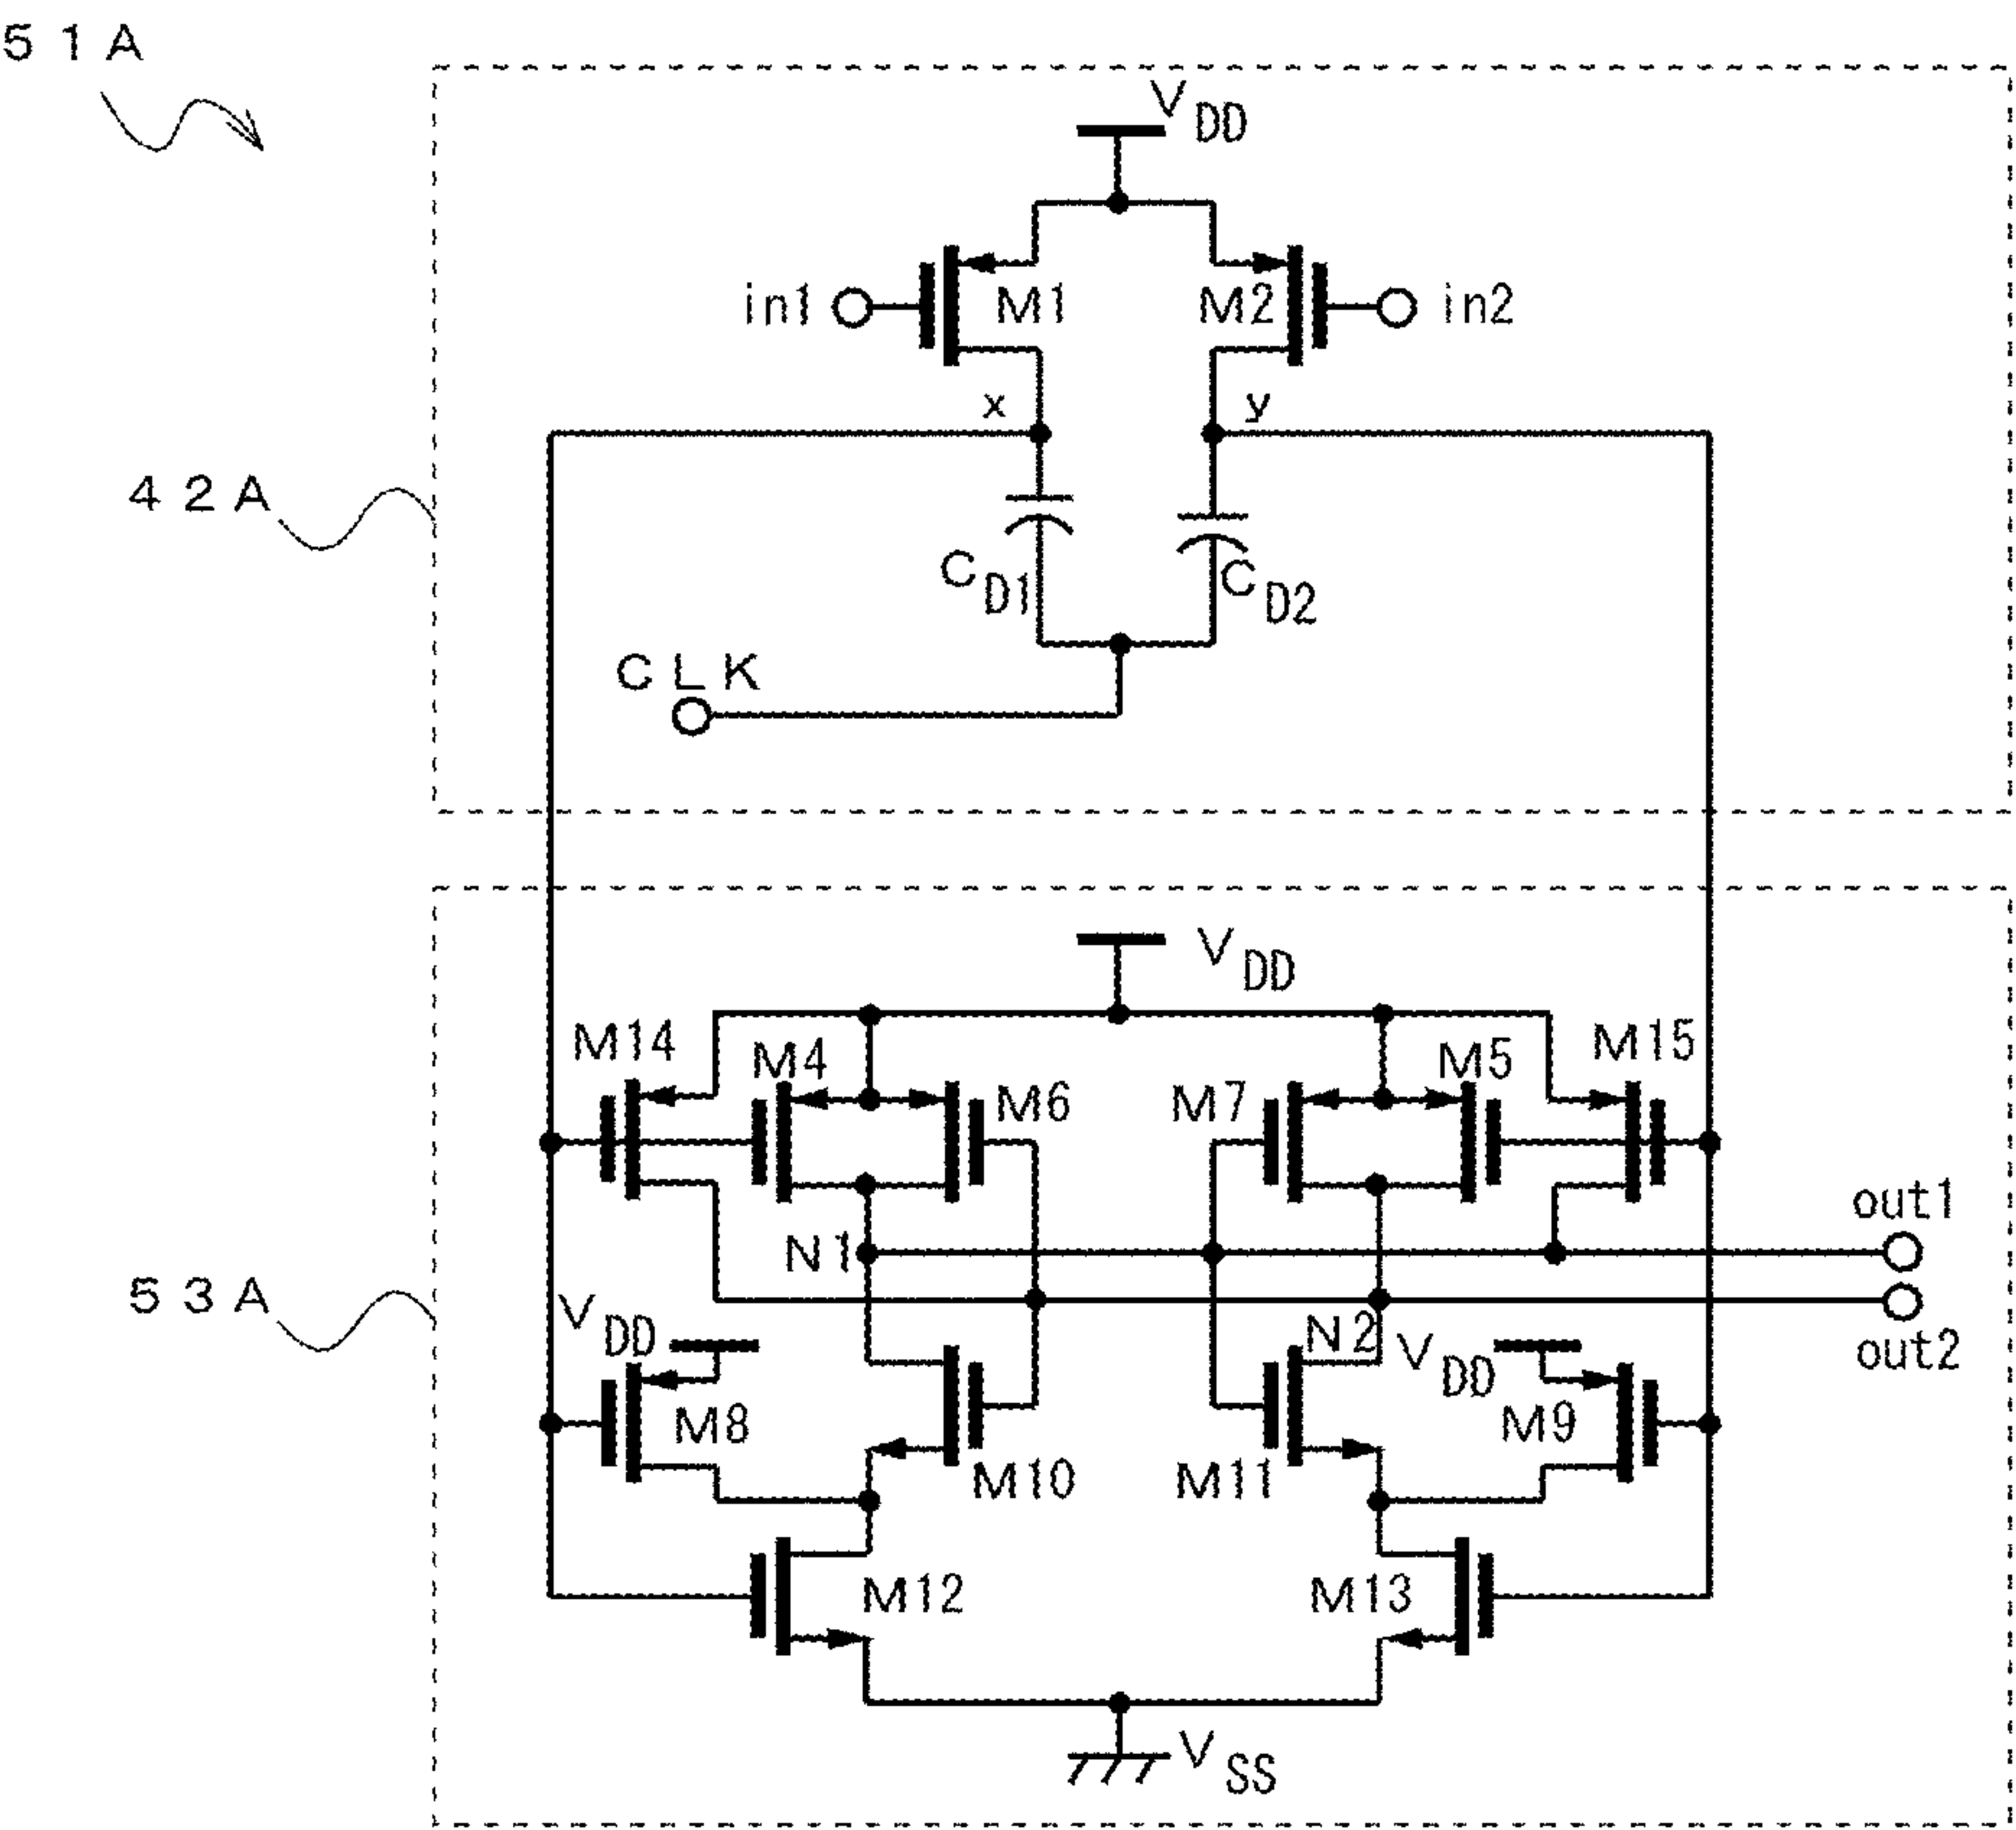 51A
VDD
in1
M1
M2
in2
x
y
42A
CD1
CD2
CLK
VDD
M14
M4
M6
M7
M5
M15
out1
N1
53A
VDD
N2
VDD
out2
M8
M9
M10
M11
M12
M13
VSS